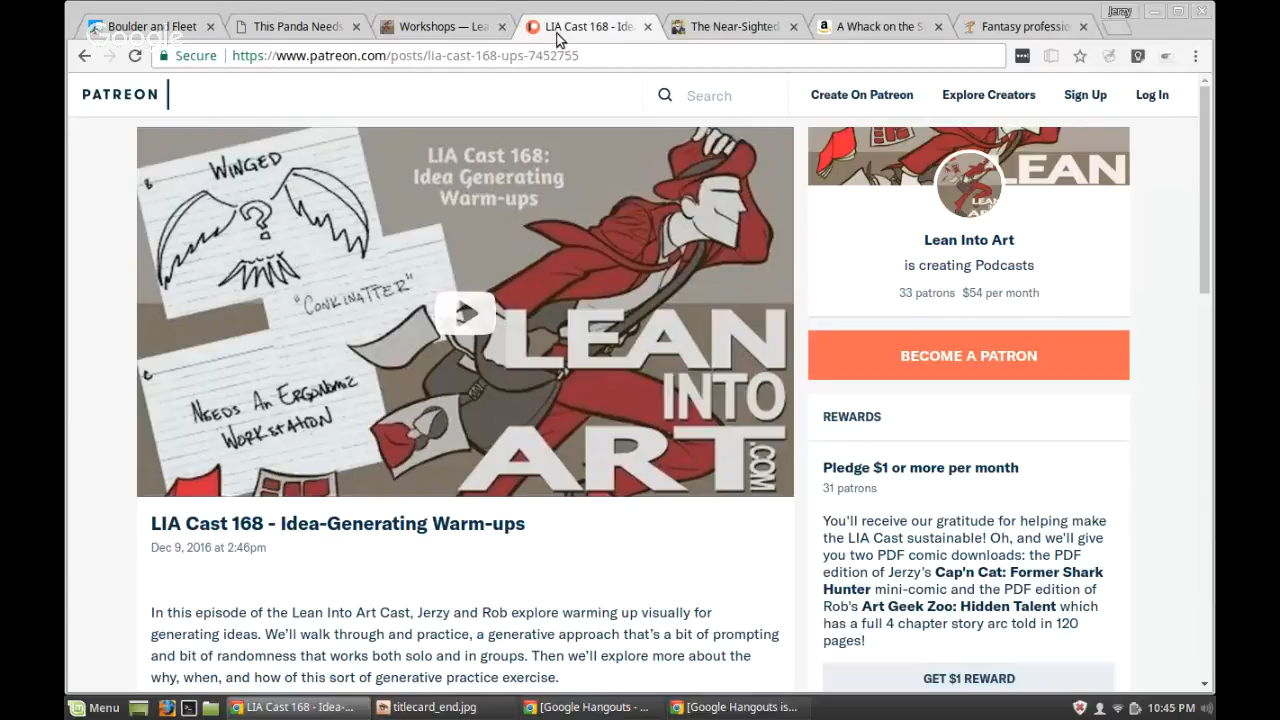 Jerzy
Boulder and Fleet
This Panda Needs
Workshops — Lea
LIA Cast 168 - Ide
The Near-Sighted
A Whack on the S
Fantasy professio
Google
Secure
https://www.patreon.com/posts/lia-cast-168-ups-7452755
PATREON
Search
Create On Patreon
Explore Creators
Sign Up
Log In
B
WINGED
?
"CONKINATTER"
C
NEEDS AN ERGONOMIC
WORKSTATION
LIA Cast 168:
Idea Generating
Warm-ups
LEAN
INTO
ART
.COM
LEAN
Lean Into Art
is creating Podcasts
33 patrons $54 per month
BECOME A PATRON
REWARDS
Pledge $1 or more per month
31 patrons
You'll receive our gratitude for helping make
the LIA Cast sustainable! Oh, and we'll give
you two PDF comic downloads: the PDF
edition of Jerzy's Cap'n Cat: Former Shark
Hunter mini-comic and the PDF edition of
Rob's Art Geek Zoo: Hidden Talent which
has a full 4 chapter story arc told in 120
pages!
GET $1 REWARD
LIA Cast 168 - Idea-Generating Warm-ups
Dec 9, 2016 at 2:46pm
In this episode of the Lean Into Art Cast, Jerzy and Rob explore warming up visually for
generating ideas. We'll walk through and practice, a generative approach that's a bit of prompting
and bit of randomness that works both solo and in groups. Then we'll explore more about the
why, when, and how of this sort of generative practice exercise.
Menu
LIA Cast 168 - Idea-...
titlecard_end.jpg
[Google Hangouts - ...
[Google Hangouts is...
10:45 PM